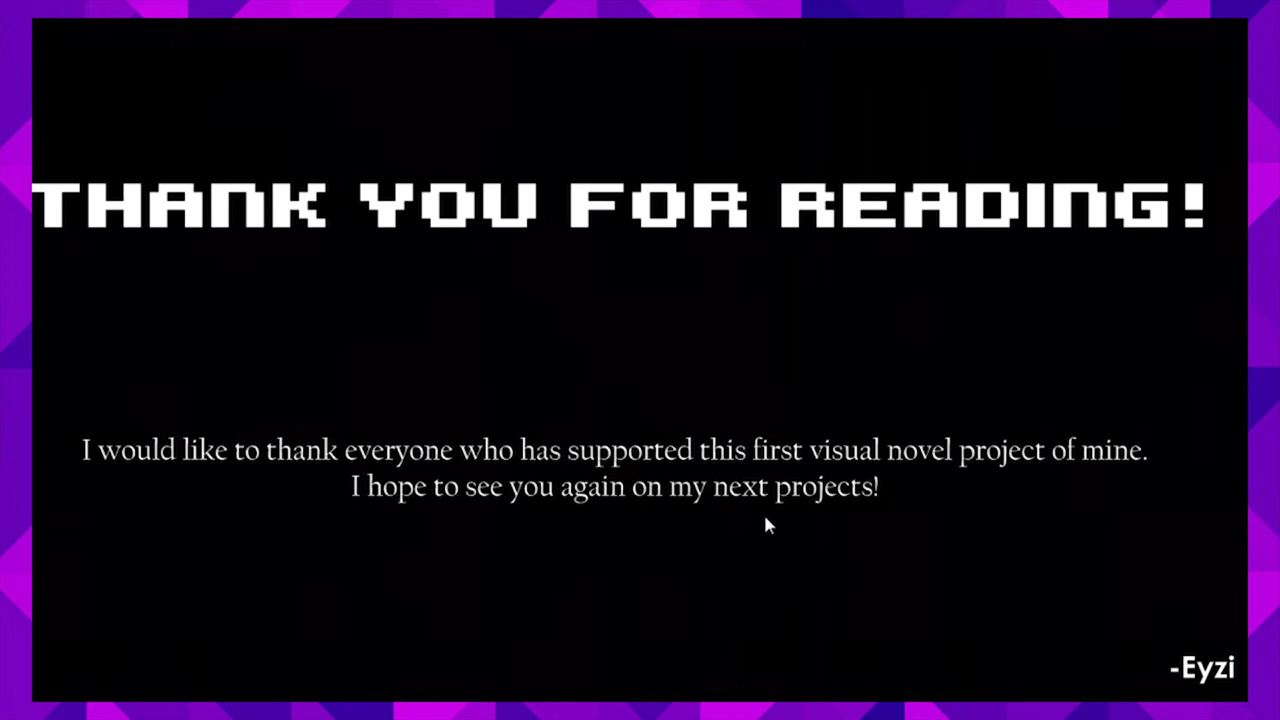 THANK YOU FOR READING!
I would like to thank everyone who has supported this first visual novel project of mine.
I hope to see you again on my next projects!
-Eyzi